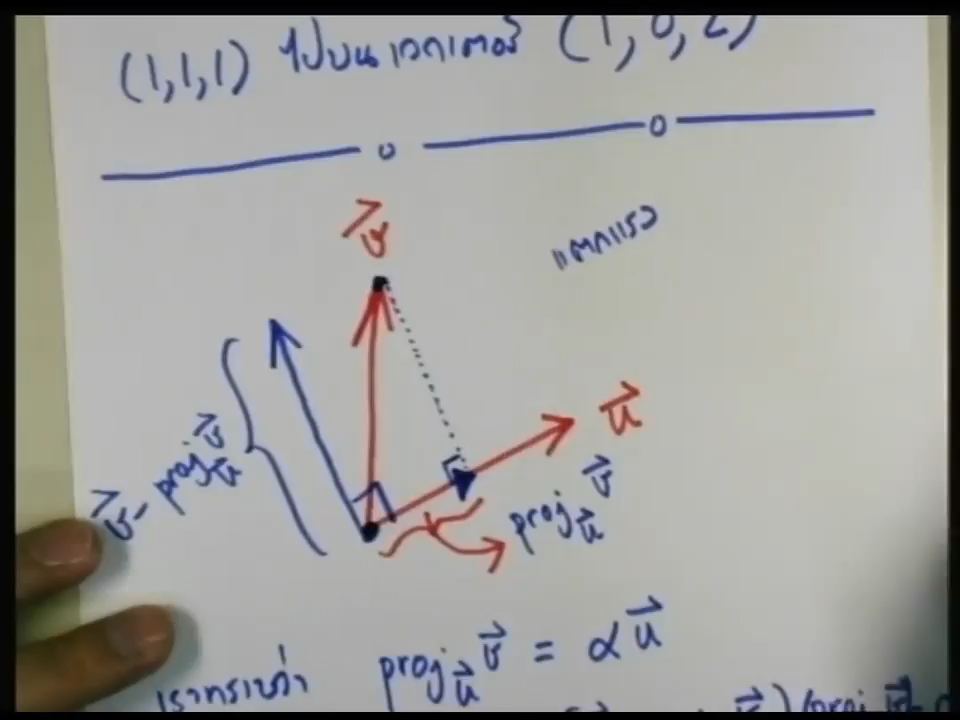 (1,1,1) ไปบนเวกเตอร์ (1,0,2)
v⃗
แตกแรง
u⃗
v⃗ - proj_u⃗ v⃗
proj_u⃗ v⃗
เราทราบว่า proj_u⃗ v⃗ = α u⃗